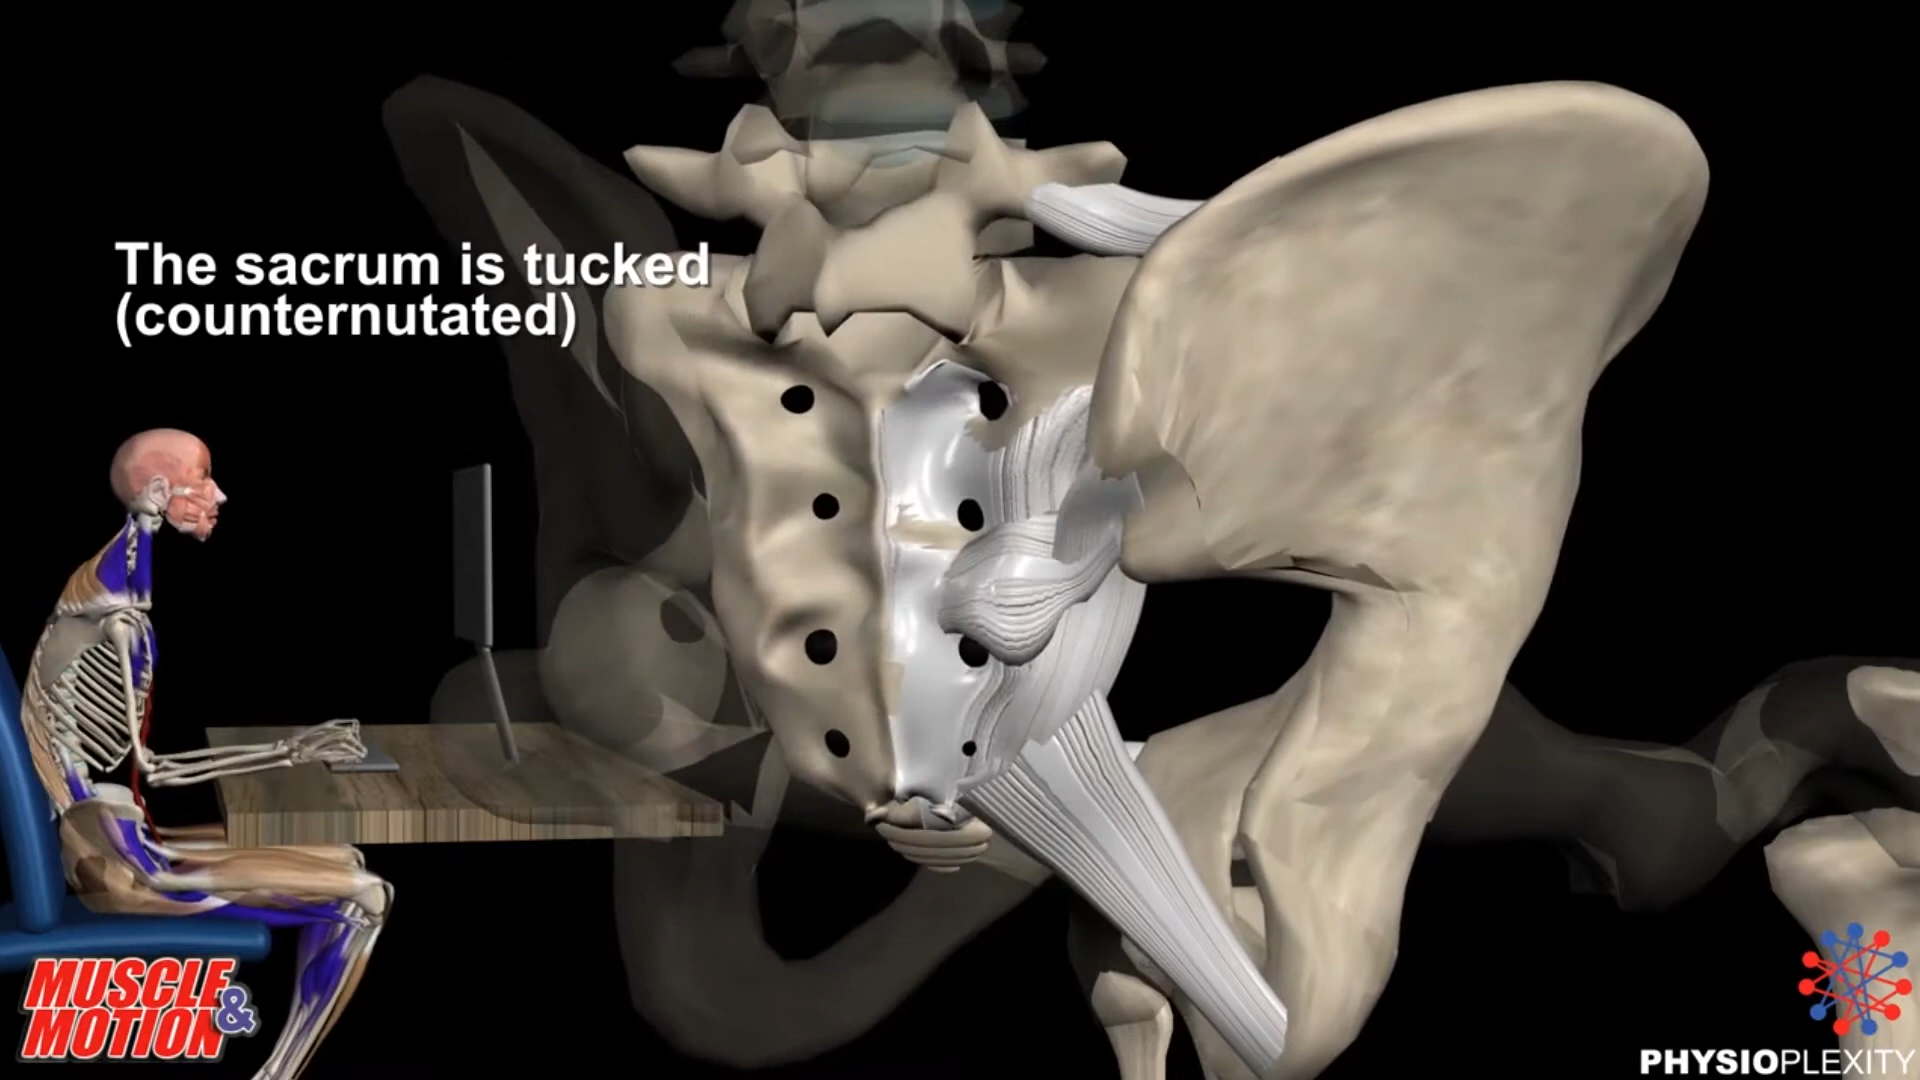 The sacrum is tucked
(counternutated)
MUSCLE
& MOTION
PHYSIOPLEXITY